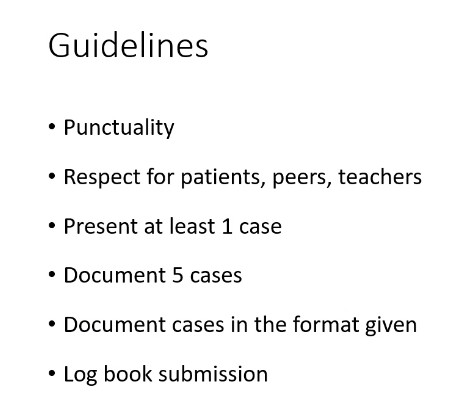 Guidelines
• Punctuality
• Respect for patients, peers, teachers
• Present at least 1 case
• Document 5 cases
• Document cases in the format given
• Log book submission